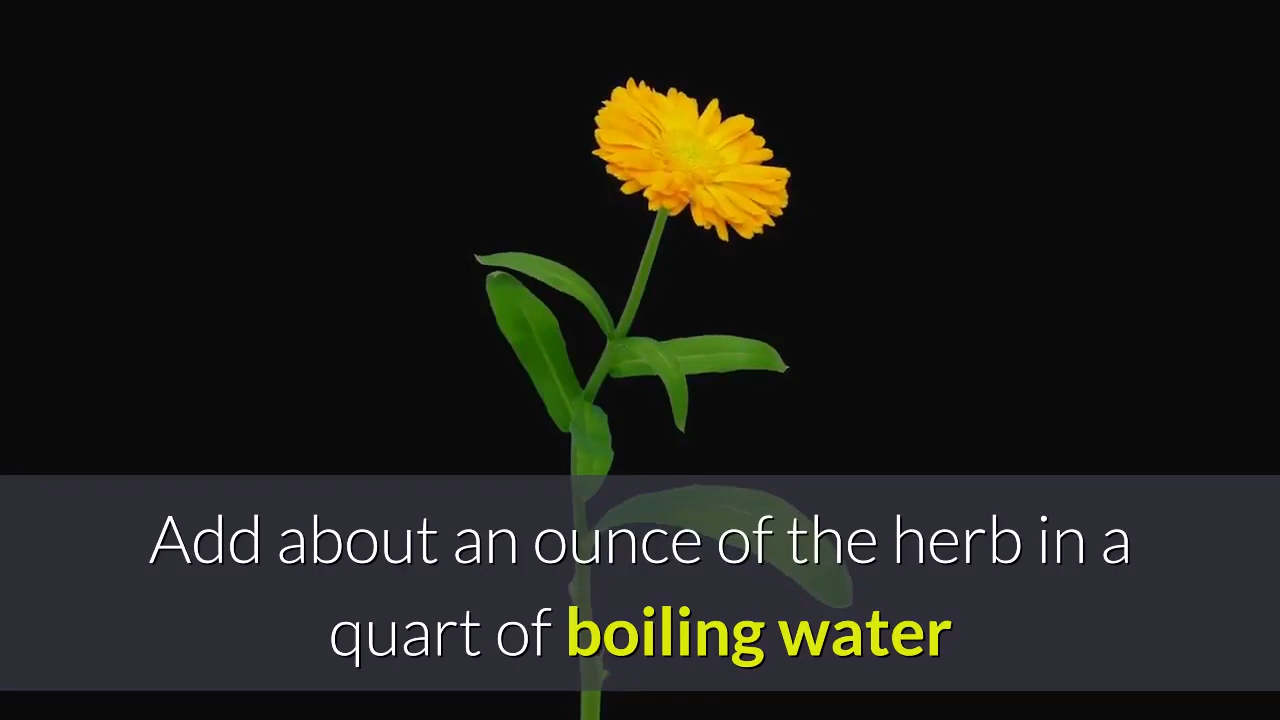 Add about an ounce of the herb in a
quart of boiling water